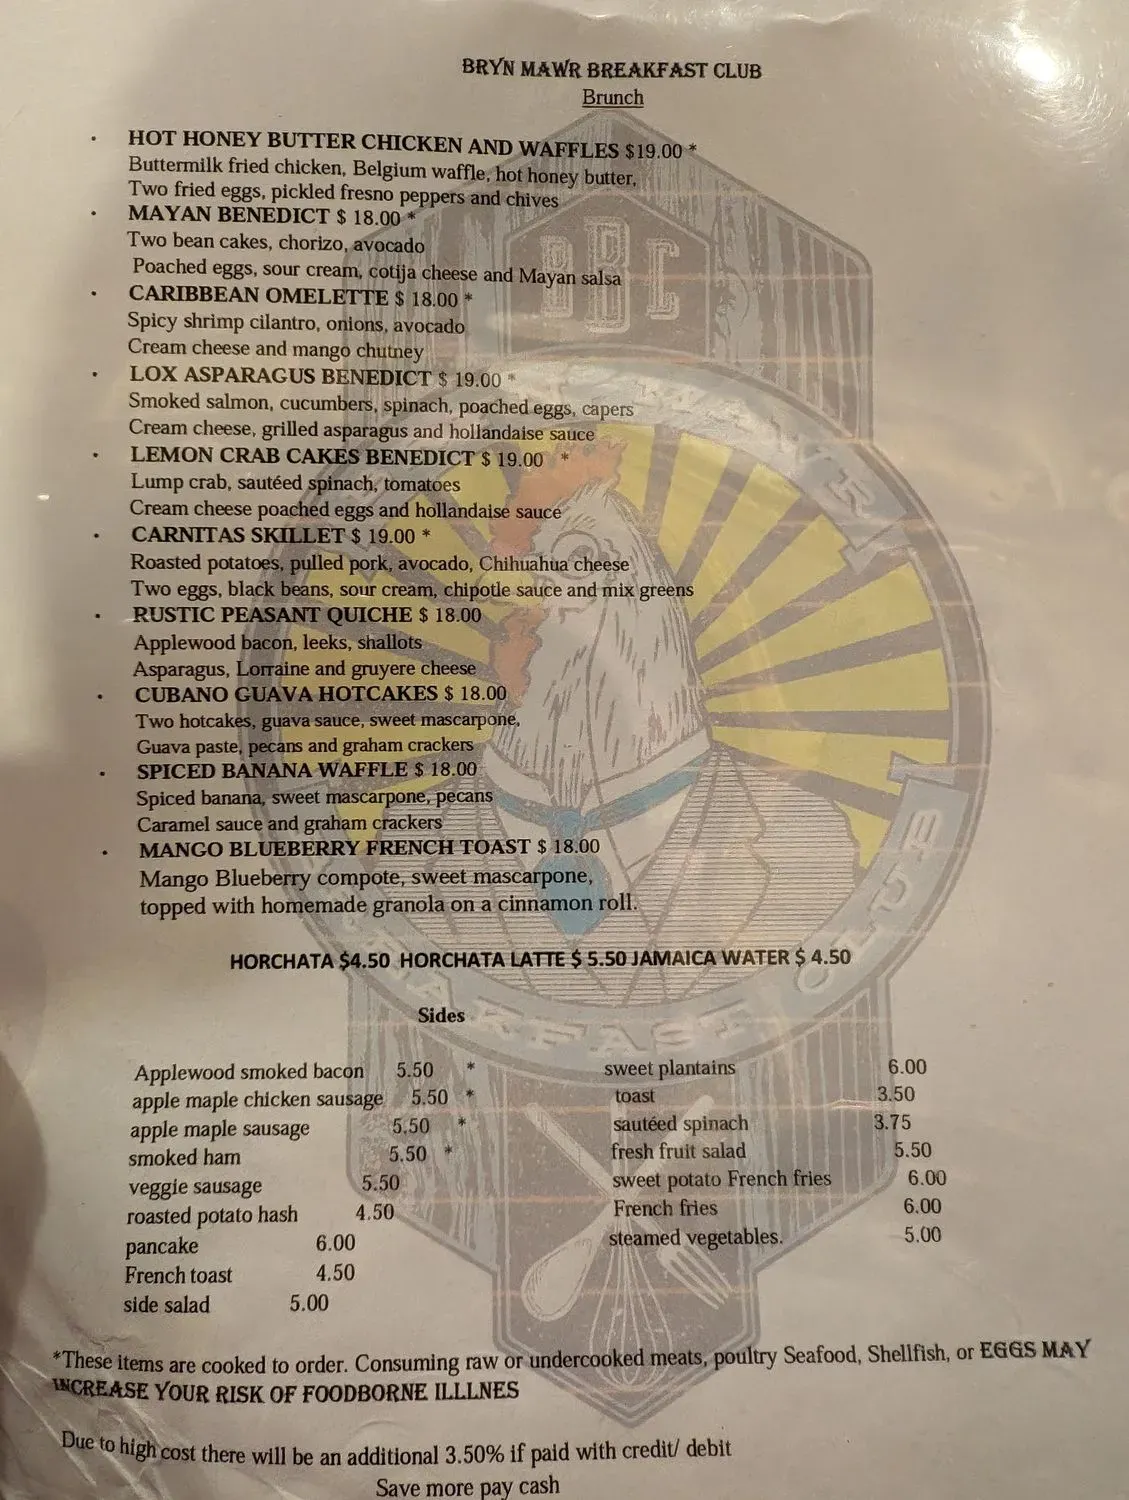 BRYN MAWR BREAKFAST CLUB
Brunch
· HOT HONEY BUTTER CHICKEN AND WAFFLES $19.00 *
Buttermilk fried chicken, Belgium waffle, hot honey butter,
Two fried eggs, pickled fresno peppers and chives
· MAYAN BENEDICT $ 18.00 *
Two bean cakes, chorizo, avocado
Poached eggs, sour cream, cotija cheese and Mayan salsa
· CARIBBEAN OMELETTE $ 18.00 *
Spicy shrimp cilantro, onions, avocado
Cream cheese and mango chutney
· LOX ASPARAGUS BENEDICT $ 19.00 *
Smoked salmon, cucumbers, spinach, poached eggs, capers
Cream cheese, grilled asparagus and hollandaise sauce
· LEMON CRAB CAKES BENEDICT $ 19.00 *
Lump crab, sautéed spinach, tomatoes
Cream cheese poached eggs and hollandaise sauce
· CARNITAS SKILLET $ 19.00 *
Roasted potatoes, pulled pork, avocado, Chihuahua cheese
Two eggs, black beans, sour cream, chipotle sauce and mix greens
· RUSTIC PEASANT QUICHE $ 18.00
Applewood bacon, leeks, shallots
Asparagus, Lorraine and gruyere cheese
· CUBANO GUAVA HOTCAKES $ 18.00
Two hotcakes, guava sauce, sweet mascarpone,
Guava paste, pecans and graham crackers
· SPICED BANANA WAFFLE $ 18.00
Spiced banana, sweet mascarpone, pecans
Caramel sauce and graham crackers
· MANGO BLUEBERRY FRENCH TOAST $ 18.00
Mango Blueberry compote, sweet mascarpone,
topped with homemade granola on a cinnamon roll.
HORCHATA $4.50 HORCHATA LATTE $ 5.50 JAMAICA WATER $ 4.50
Sides
Applewood smoked bacon 5.50 *
apple maple chicken sausage 5.50 *
apple maple sausage 5.50 *
smoked ham 5.50 *
veggie sausage 5.50
roasted potato hash 4.50
pancake 6.00
French toast 4.50
side salad 5.00
sweet plantains 6.00
toast 3.50
sautéed spinach 3.75
fresh fruit salad 5.50
sweet potato French fries 6.00
French fries 6.00
steamed vegetables. 5.00
*These items are cooked to order. Consuming raw or undercooked meats, poultry Seafood, Shellfish, or EGGS MAY
INCREASE YOUR RISK OF FOODBORNE ILLLNES
Due to high cost there will be an additional 3.50% if paid with credit/ debit
Save more pay cash
BBC